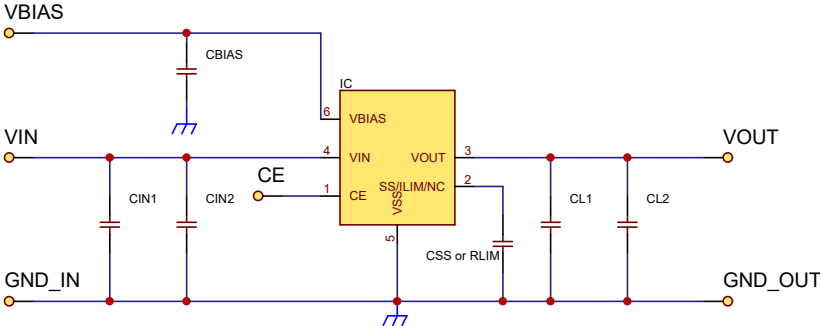 VBIAS
CBIAS
IC
6 VBIAS
VIN
4 VIN
VOUT 3
VOUT
CE
1 CE
SS/ILIM/NC 2
VSS
5
CIN1
CIN2
CSS or RLIM
CL1
CL2
GND_IN
GND_OUT